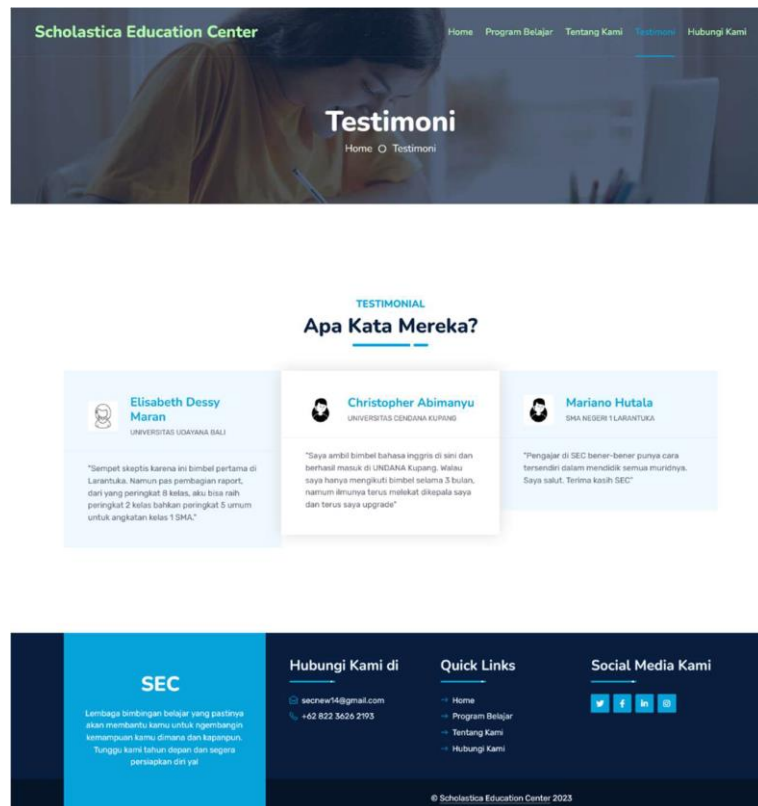 Scholastica Education Center
Home Program Belajar Tentang Kami Testimoni Hubungi Kami
Testimoni
Home Testimoni
TESTIMONIAL
Apa Kata Mereka?
Elisabeth Dessy
Maran
UNIVERSITAS UDAYANA BALI
"Sempet skeptis karena ini bimbel pertama di
Larantuka. Namun pas pembagian raport,
dari yang peringkat 8 kelas, aku bisa raih
peringkat 2 kelas bahkan peringkat 5 umum
untuk angkatan kelas 1 SMA."
Christopher Abimanyu
UNIVERSITAS CENDANA KUPANG
"Saya ambil bimbel bahasa inggris di sini dan
berhasil masuk di UNDANA Kupang. Walau
saya hanya mengikuti bimbel selama 3 bulan,
namum ilmunya terus melekat dikepala saya
dan terus saya upgrade"
Mariano Hutala
SMA NEGERI 1 LARANTUKA
"Pengajar di SEC bener-bener punya cara
tersendiri dalam mendidik semua muridnya.
Saya salut. Terima kasih SEC"
SEC
Lembaga bimbingan belajar yang pastinya
akan membantu kamu untuk ngembangin
kemampuan kamu dimana dan kapanpun.
Tunggu kami tahun depan dan segera
persiapkan diri ya!
Hubungi Kami di
secnew14@gmail.com
+62 822 3626 2193
Quick Links
Home
Program Belajar
Tentang Kami
Hubungi Kami
Social Media Kami
© Scholastica Education Center 2023